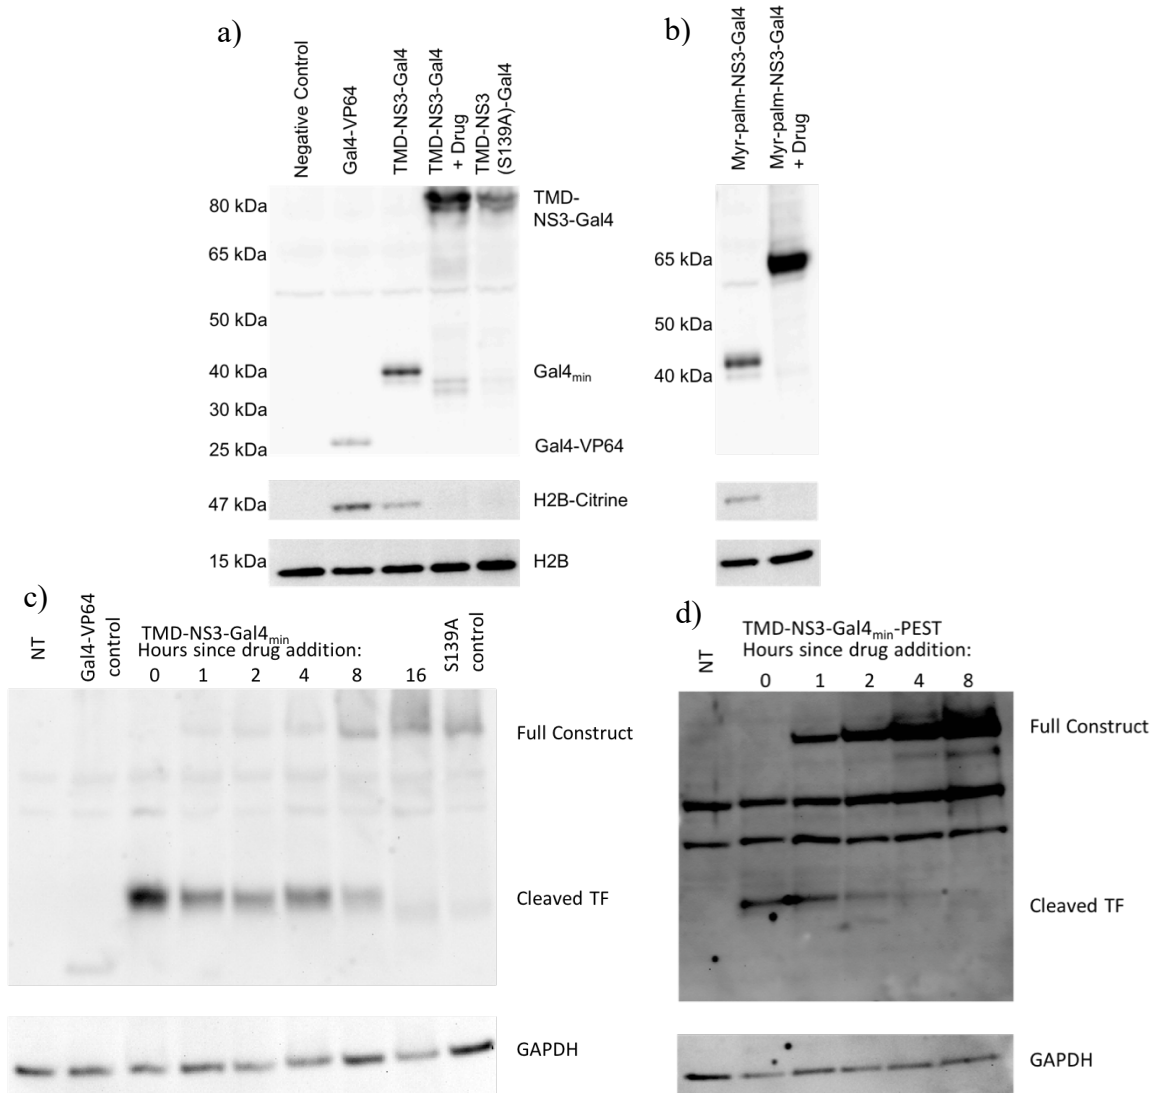 a)
Negative Control
Gal4-VP64
TMD-NS3-Gal4
TMD-NS3-Gal4
+ Drug
TMD-NS3
(S139A)-Gal4
80 kDa
65 kDa
50 kDa
40 kDa
30 kDa
25 kDa
47 kDa
15 kDa
TMD-
NS3-Gal4
Gal4min
Gal4-VP64
H2B-Citrine
H2B
b)
Myr-palm-NS3-Gal4
Myr-palm-NS3-Gal4
+ Drug
65 kDa
50 kDa
40 kDa
c)
NT
Gal4-VP64
control
TMD-NS3-Gal4min
Hours since drug addition:
0 1 2 4 8 16
S139A
control
Full Construct
Cleaved TF
GAPDH
d)
NT
TMD-NS3-Gal4min-PEST
Hours since drug addition:
0 1 2 4 8
Full Construct
Cleaved TF
GAPDH